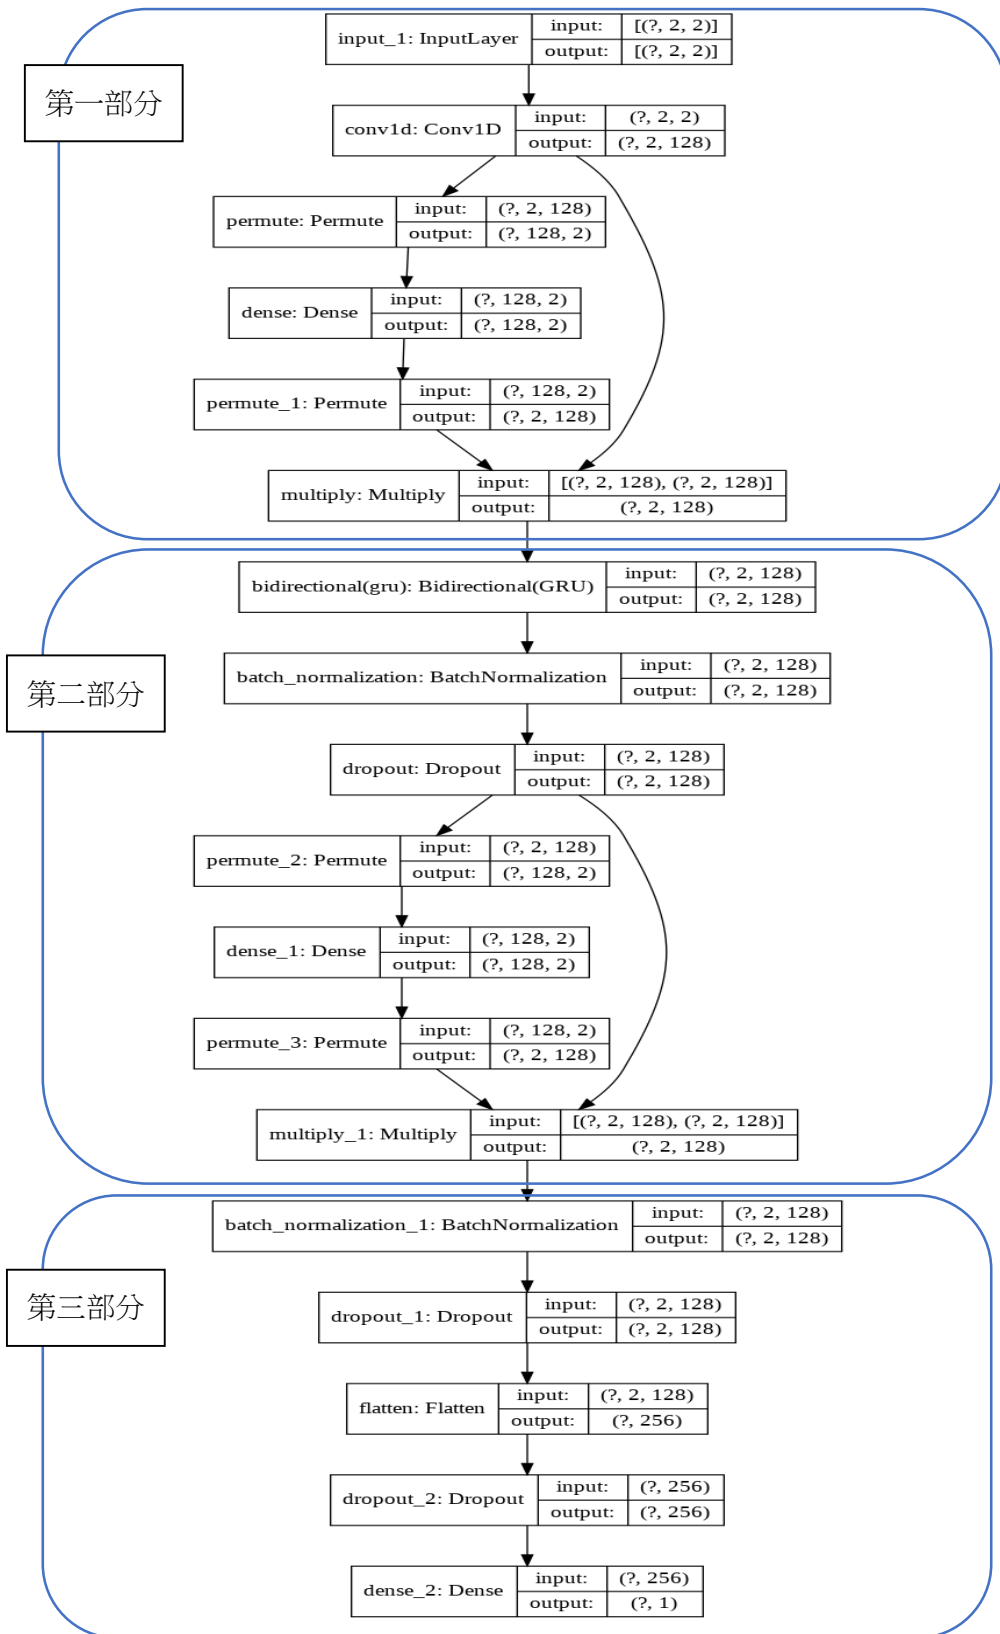 input_1: InputLayer
input: [(?, 2, 2)]
output: [(?, 2, 2)]
第一部分
conv1d: Conv1D
input: (?, 2, 2)
output: (?, 2, 128)
permute: Permute
input: (?, 2, 128)
output: (?, 128, 2)
dense: Dense
input: (?, 128, 2)
output: (?, 128, 2)
permute_1: Permute
input: (?, 128, 2)
output: (?, 2, 128)
multiply: Multiply
input: [(?, 2, 128), (?, 2, 128)]
output: (?, 2, 128)
bidirectional(gru): Bidirectional(GRU)
input: (?, 2, 128)
output: (?, 2, 128)
第二部分
batch_normalization: BatchNormalization
input: (?, 2, 128)
output: (?, 2, 128)
dropout: Dropout
input: (?, 2, 128)
output: (?, 2, 128)
permute_2: Permute
input: (?, 2, 128)
output: (?, 128, 2)
dense_1: Dense
input: (?, 128, 2)
output: (?, 128, 2)
permute_3: Permute
input: (?, 128, 2)
output: (?, 2, 128)
multiply_1: Multiply
input: [(?, 2, 128), (?, 2, 128)]
output: (?, 2, 128)
batch_normalization_1: BatchNormalization
input: (?, 2, 128)
output: (?, 2, 128)
第三部分
dropout_1: Dropout
input: (?, 2, 128)
output: (?, 2, 128)
flatten: Flatten
input: (?, 2, 128)
output: (?, 256)
dropout_2: Dropout
input: (?, 256)
output: (?, 256)
dense_2: Dense
input: (?, 256)
output: (?, 1)